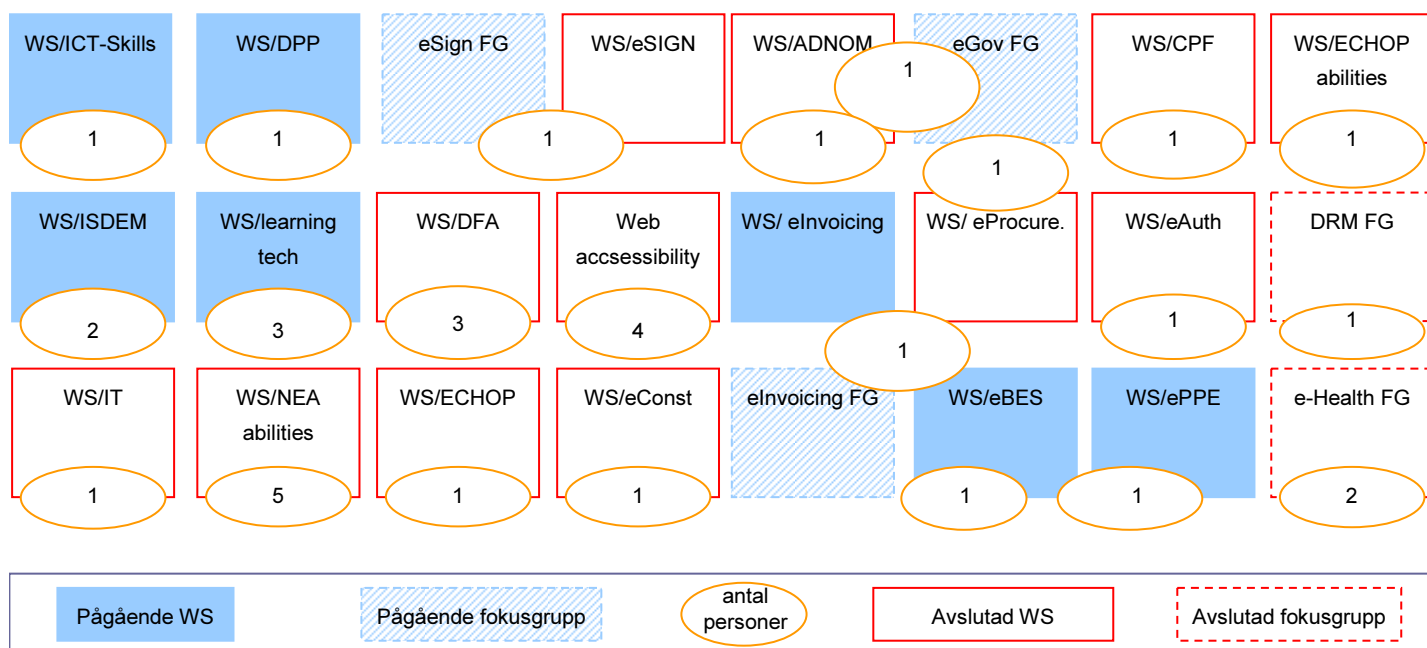 WS/ICT-Skills
WS/DPP
eSign FG
WS/eSIGN
WS/ADNOM
eGov FG
WS/CPF
WS/ECHOP
abilities
1
1
1
1
1
1
1
1
WS/ISDEM
WS/learning
tech
WS/DFA
Web
accsessibility
WS/ eInvoicing
WS/ eProcure.
WS/eAuth
DRM FG
2
3
3
4
1
1
1
WS/IT
WS/NEA
abilities
WS/ECHOP
WS/eConst
eInvoicing FG
WS/eBES
WS/ePPE
e-Health FG
1
5
1
1
1
1
2
Pågående WS
Pågående fokusgrupp
antal
personer
Avslutad WS
Avslutad fokusgrupp